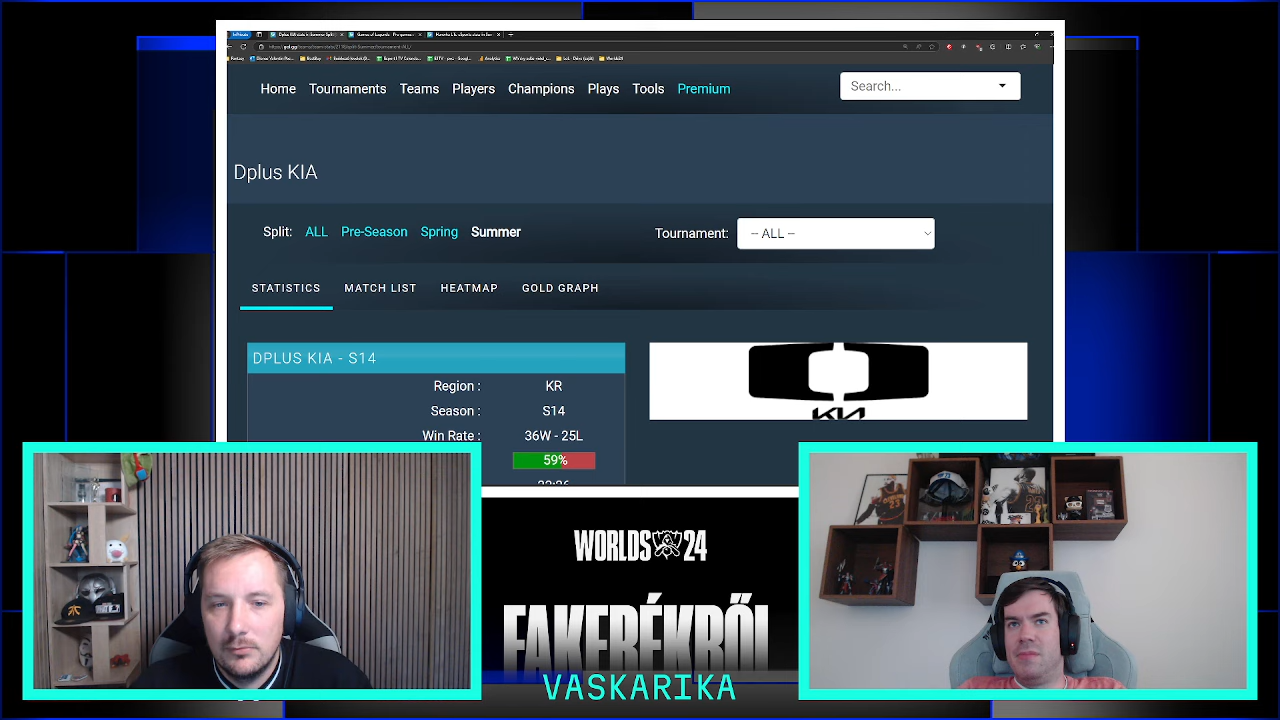 Home Tournaments Teams Players Champions Plays Tools Premium
Search...
Dplus KIA
Split: ALL Pre-Season Spring Summer
Tournament: -- ALL --
STATISTICS MATCH LIST HEATMAP GOLD GRAPH
DPLUS KIA - S14
Region : KR
Season : S14
Win Rate : 36W - 25L
59%
KIA
WORLDS 24
FAKERÉKRŐL
VASKARIKA